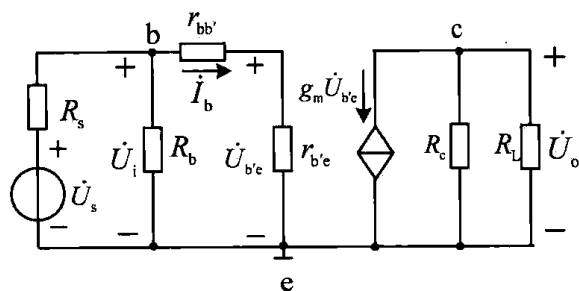 r_bb'
b
c
+
+
İ_b
+
g_m U̇_b'e
R_s
+
U̇_s
−
U̇_i
R_b
U̇_b'e
r_b'e
R_c
R_L
U̇_o
−
−
−
e